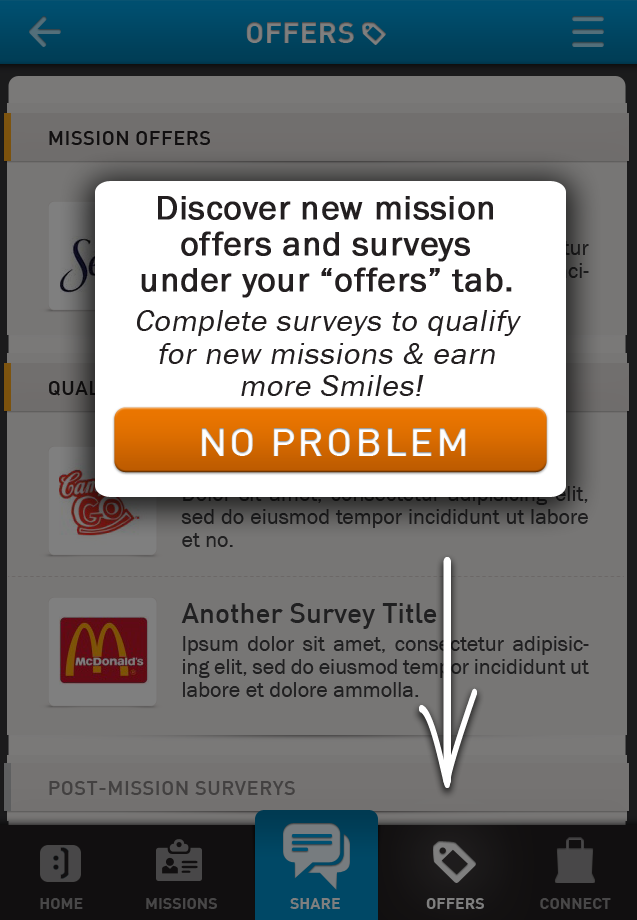 OFFERS
MISSION OFFERS
Discover new mission
offers and surveys
under your “offers” tab.
Complete surveys to qualify
for new missions & earn
more Smiles!
NO PROBLEM
tur
ci-
QUAL
GO
Dolor sit amet, consectetur adipisicing elit,
sed do eiusmod tempor incididunt ut labore
et no.
McDonald's
Another Survey Title
Ipsum dolor sit amet, consectetur adipisic-
ing elit, sed do eiusmod tempor incididunt ut
labore et dolore ammolla.
POST-MISSION SURVERYS
HOME
MISSIONS
SHARE
OFFERS
CONNECT